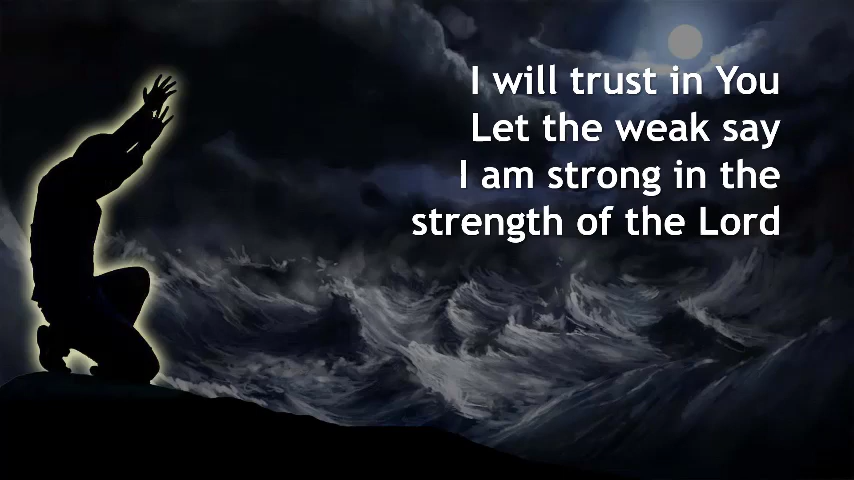 I will trust in You
Let the weak say
I am strong in the
strength of the Lord